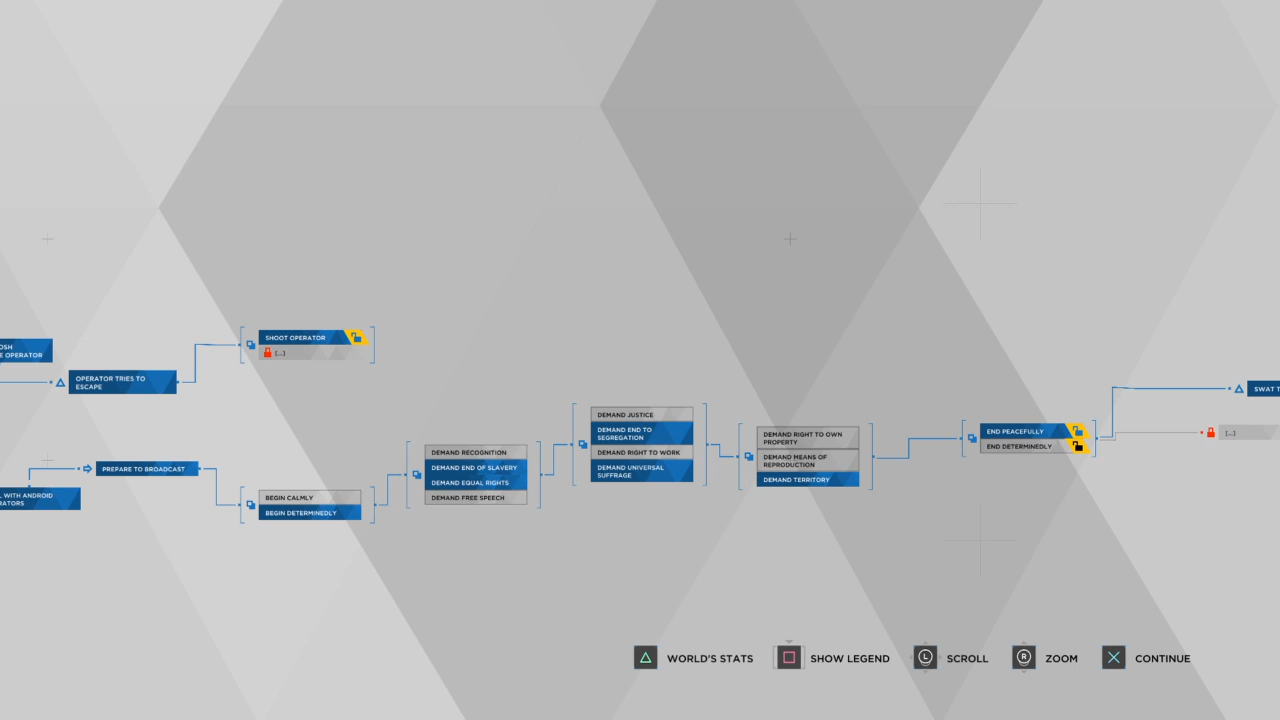 OSH
E OPERATOR
OPERATOR TRIES TO
ESCAPE
SHOOT OPERATOR
[...]
L WITH ANDROID
RATORS
PREPARE TO BROADCAST
BEGIN CALMLY
BEGIN DETERMINEDLY
DEMAND RECOGNITION
DEMAND END OF SLAVERY
DEMAND EQUAL RIGHTS
DEMAND FREE SPEECH
DEMAND JUSTICE
DEMAND END TO
SEGREGATION
DEMAND RIGHT TO WORK
DEMAND UNIVERSAL
SUFFRAGE
DEMAND RIGHT TO OWN
PROPERTY
DEMAND MEANS OF
REPRODUCTION
DEMAND TERRITORY
END PEACEFULLY
END DETERMINEDLY
SWAT T
[...]
WORLD'S STATS
SHOW LEGEND
L
SCROLL
R
ZOOM
CONTINUE